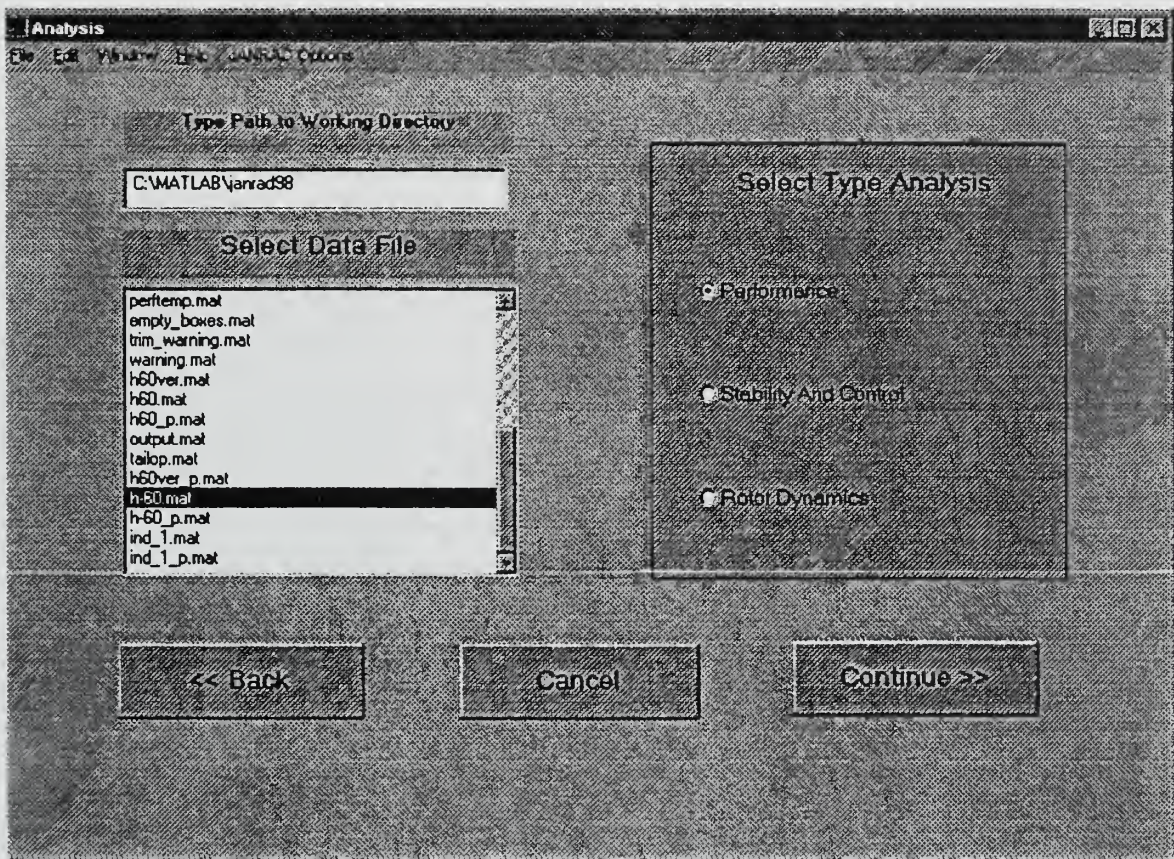 Analysis
File Edit Window Help JANRAD Options
Type Path to Working Directory
C:\MATLAB\janrad98
Select Data File
perftemp.mat
empty_boxes.mat
trim_warning.mat
warning.mat
h60ver.mat
h60.mat
h60_p.mat
output.mat
tailop.mat
h60ver_p.mat
h-60.mat
h-60_p.mat
ind_1.mat
ind_1_p.mat
Select Type Analysis
Performance
Stability And Control
Rotor Dynamics
<< Back
Cancel
Continue >>